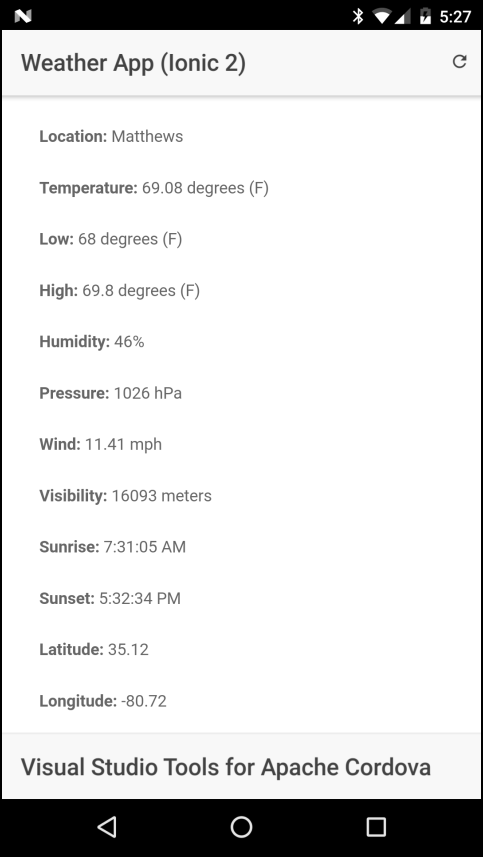 5:27
Weather App (Ionic 2)
Location: Matthews
Temperature: 69.08 degrees (F)
Low: 68 degrees (F)
High: 69.8 degrees (F)
Humidity: 46%
Pressure: 1026 hPa
Wind: 11.41 mph
Visibility: 16093 meters
Sunrise: 7:31:05 AM
Sunset: 5:32:34 PM
Latitude: 35.12
Longitude: -80.72
Visual Studio Tools for Apache Cordova